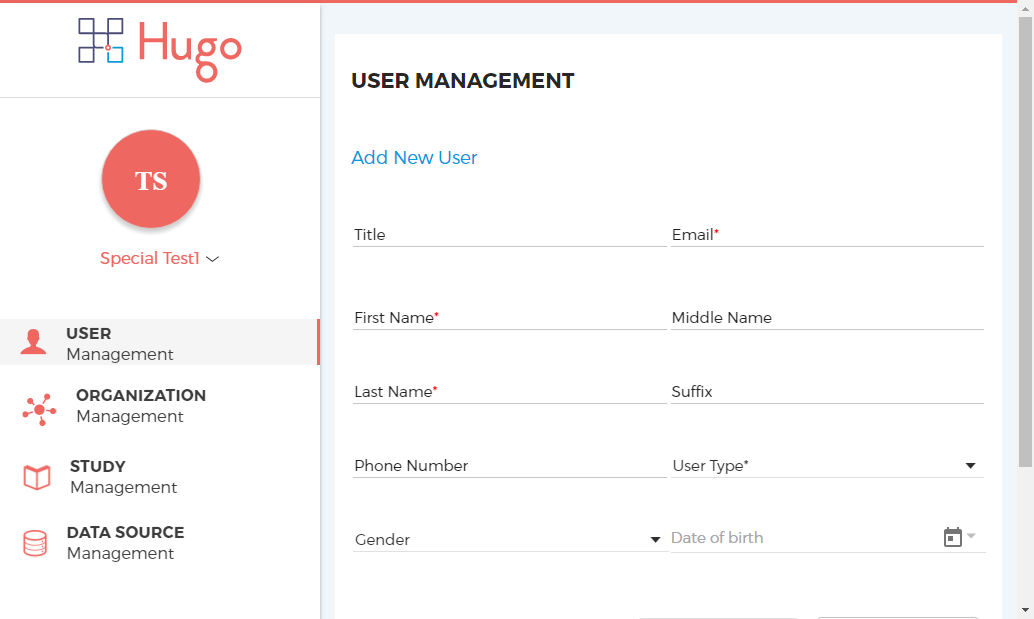 Hugo
TS
Special Test1
USER
Management
ORGANIZATION
Management
STUDY
Management
DATA SOURCE
Management
USER MANAGEMENT
Add New User
Title
Email*
First Name*
Middle Name
Last Name*
Suffix
Phone Number
User Type*
Gender
Date of birth